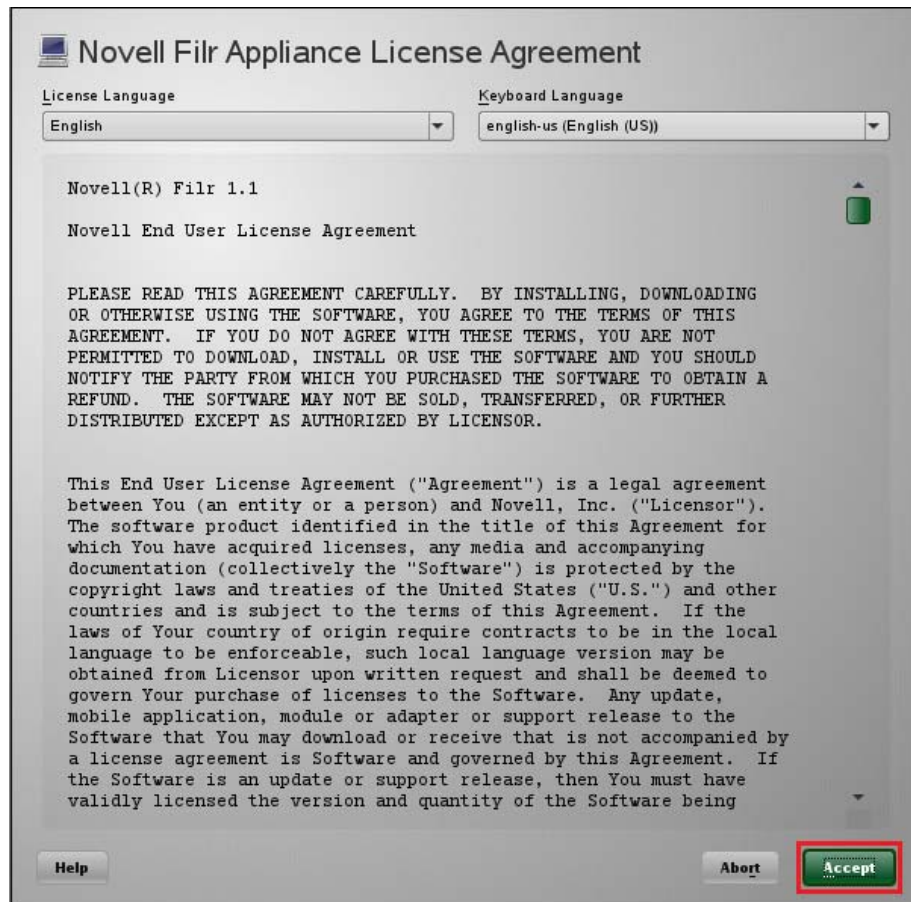 Novell Filr Appliance License Agreement
License Language
Keyboard Language
English
english-us (English (US))
Novell(R) Filr 1.1
Novell End User License Agreement
PLEASE READ THIS AGREEMENT CAREFULLY.  BY INSTALLING, DOWNLOADING
OR OTHERWISE USING THE SOFTWARE, YOU AGREE TO THE TERMS OF THIS
AGREEMENT.  IF YOU DO NOT AGREE WITH THESE TERMS, YOU ARE NOT
PERMITTED TO DOWNLOAD, INSTALL OR USE THE SOFTWARE AND YOU SHOULD
NOTIFY THE PARTY FROM WHICH YOU PURCHASED THE SOFTWARE TO OBTAIN A
REFUND.  THE SOFTWARE MAY NOT BE SOLD, TRANSFERRED, OR FURTHER
DISTRIBUTED EXCEPT AS AUTHORIZED BY LICENSOR.
This End User License Agreement ("Agreement") is a legal agreement
between You (an entity or a person) and Novell, Inc. ("Licensor").
The software product identified in the title of this Agreement for
which You have acquired licenses, any media and accompanying
documentation (collectively the "Software") is protected by the
copyright laws and treaties of the United States ("U.S.") and other
countries and is subject to the terms of this Agreement.  If the
laws of Your country of origin require contracts to be in the local
language to be enforceable, such local language version may be
obtained from Licensor upon written request and shall be deemed to
govern Your purchase of licenses to the Software.  Any update,
mobile application, module or adapter or support release to the
Software that You may download or receive that is not accompanied by
a license agreement is Software and governed by this Agreement.  If
the Software is an update or support release, then You must have
validly licensed the version and quantity of the Software being
Help
Abort
Accept